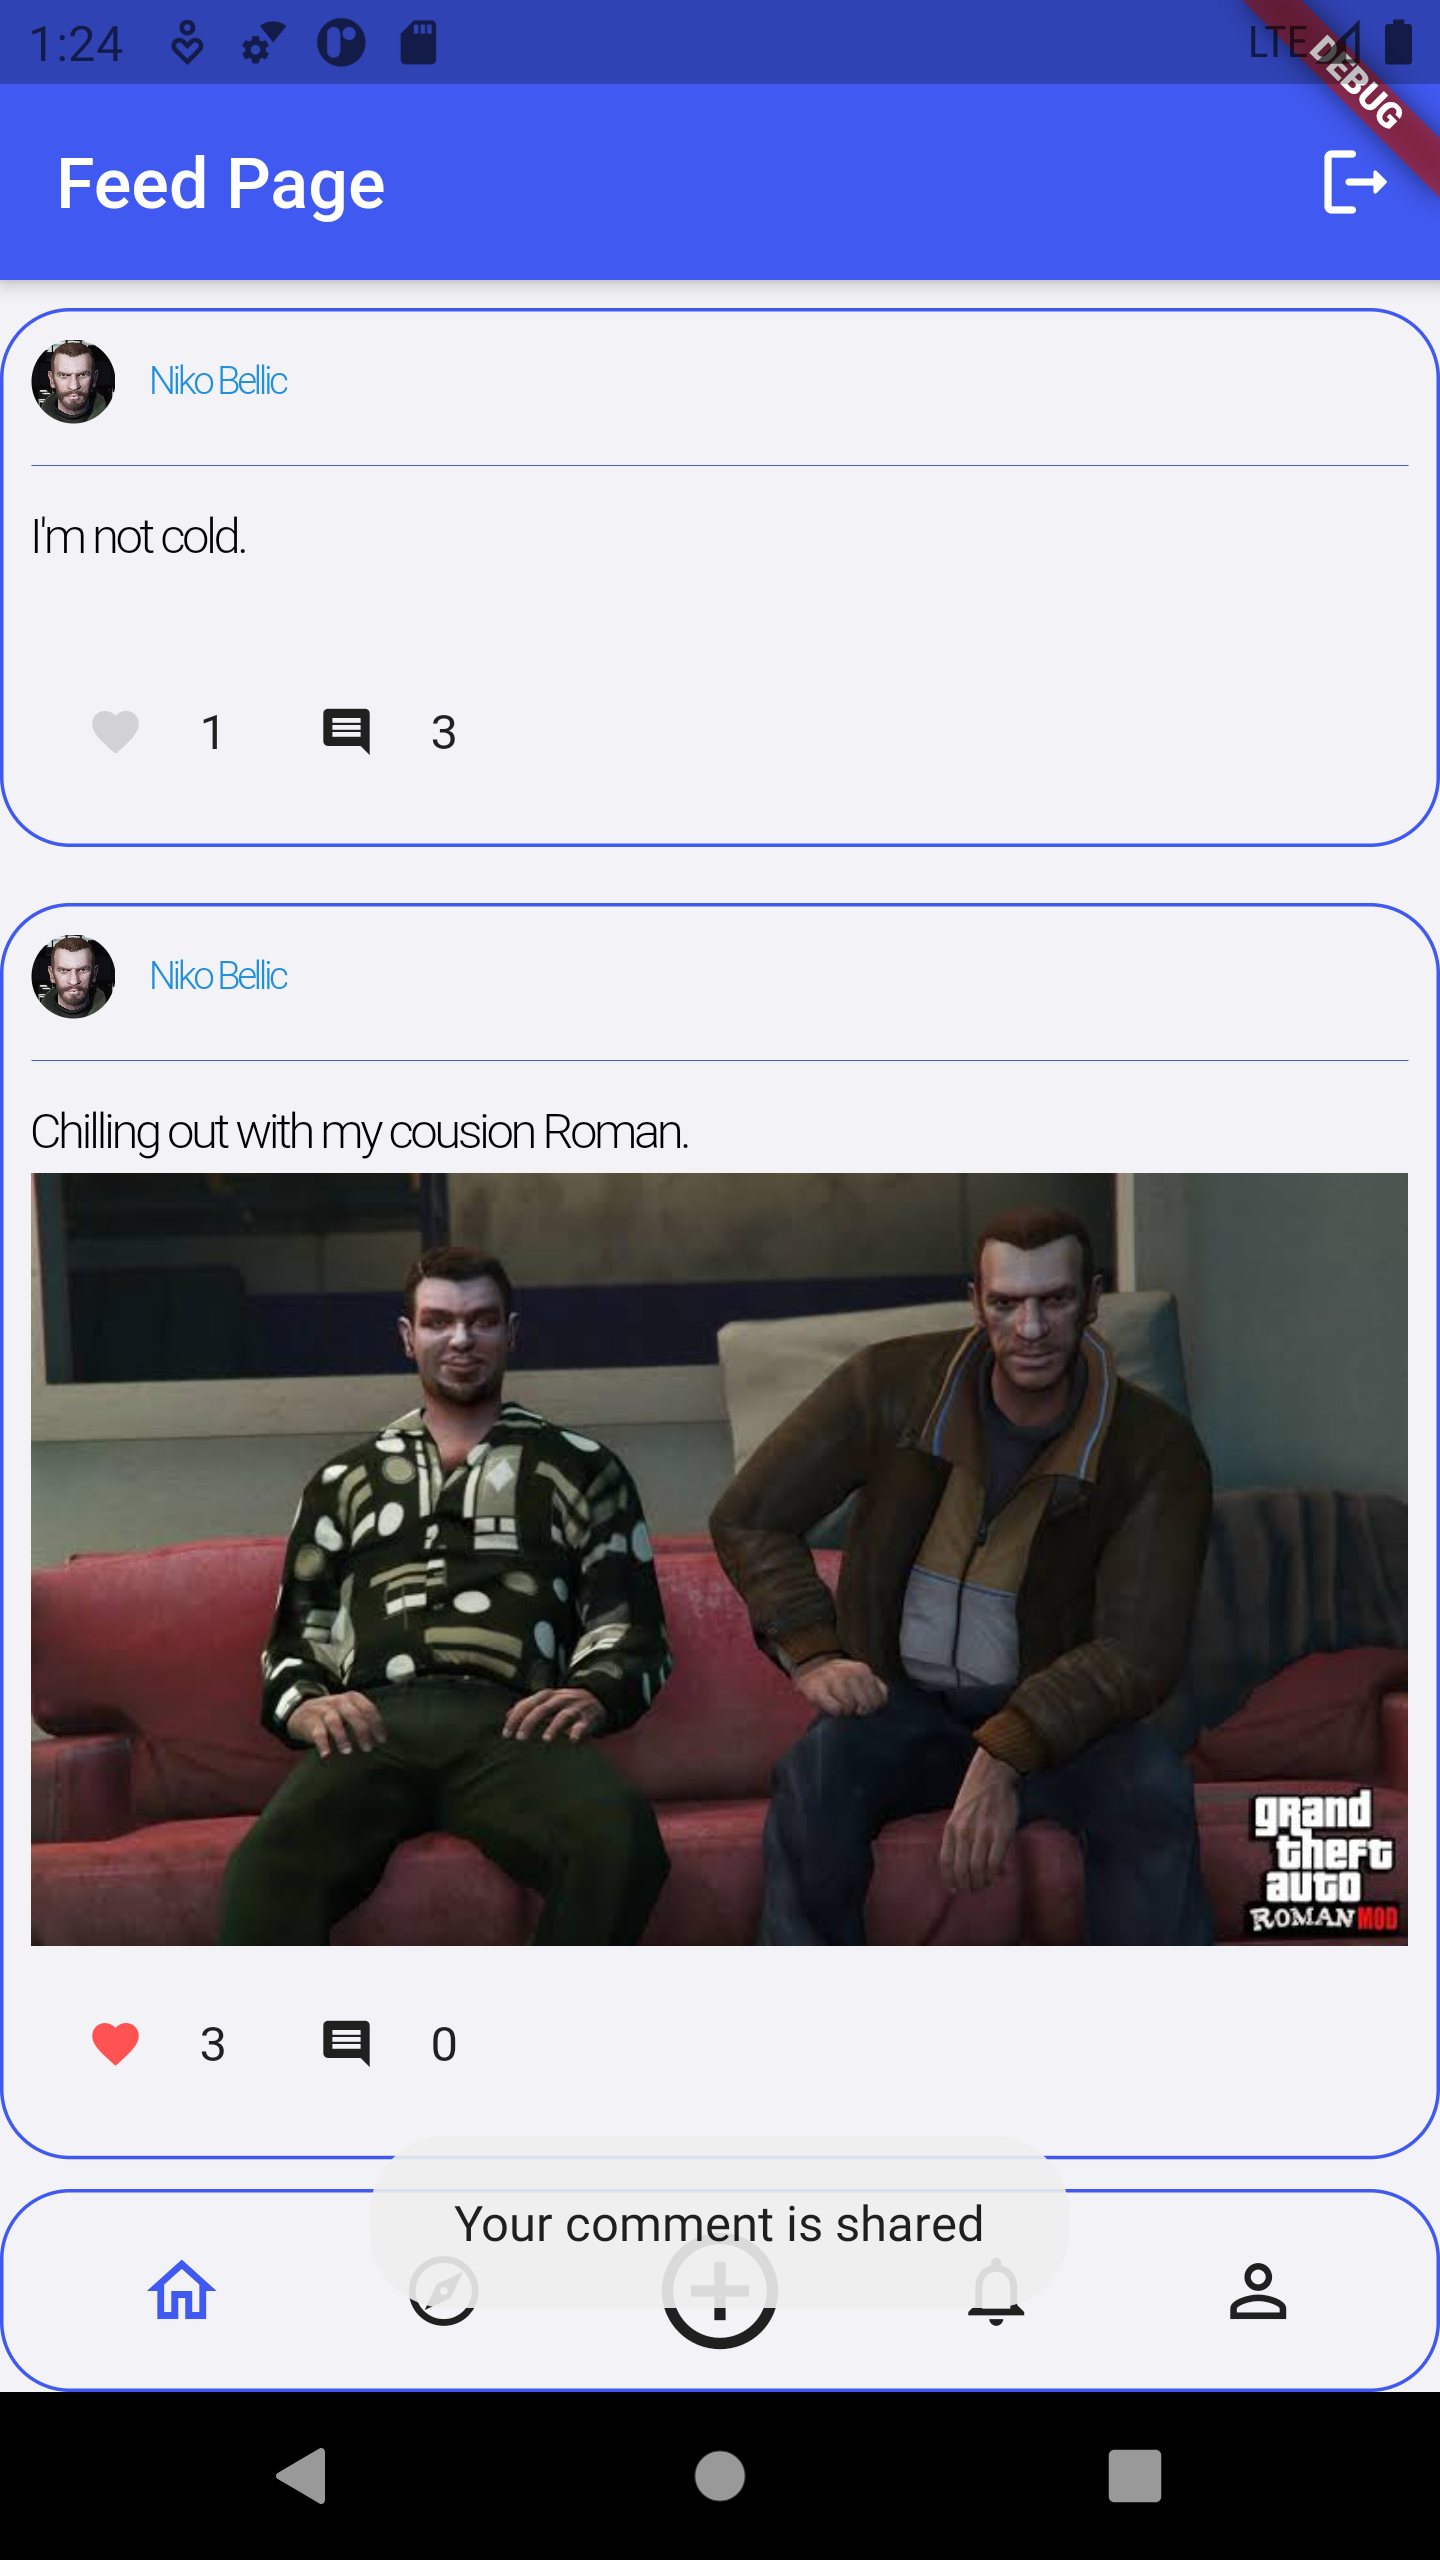 1:24
LTE
DEBUG
Feed Page
Niko Bellic
I'm not cold.
1
3
Niko Bellic
Chilling out with my cousion Roman.
grand
theft
auto
ROMAN MOD
3
0
Your comment is shared